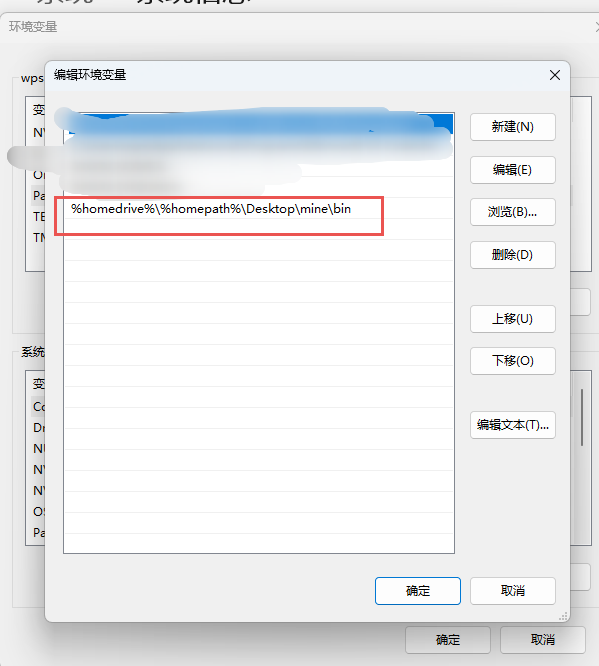 环境变量
编辑环境变量
wps
变
新建(N)
NV
编辑(E)
Pa
%homedrive%\%homepath%\Desktop\mine\bin
浏览(B)...
TE
TM
删除(D)
上移(U)
系统
下移(O)
变
Co
编辑文本(T)...
Dr
NU
NV
NV
OS
Pa
确定
取消
确定
取消